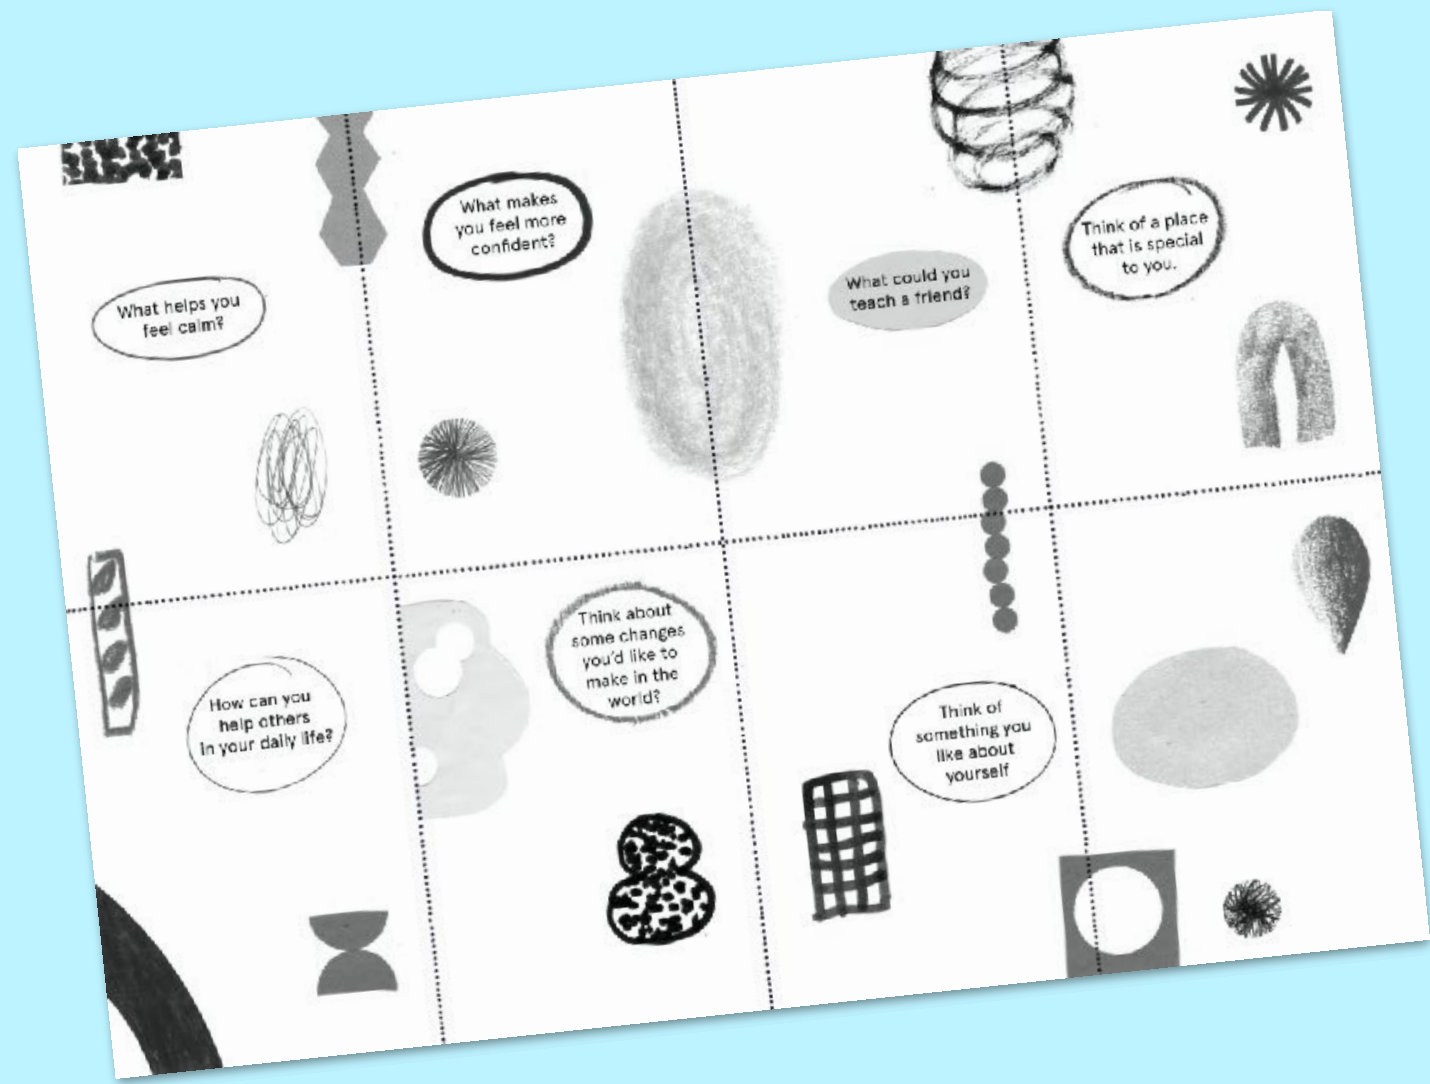 What helps you
feel calm?
What makes
you feel more
confident?
What could you
teach a friend?
Think of a place
that is special
to you.
How can you
help others
in your daily life?
Think about
some changes
you'd like to
make in the
world?
Think of
something you
like about
yourself